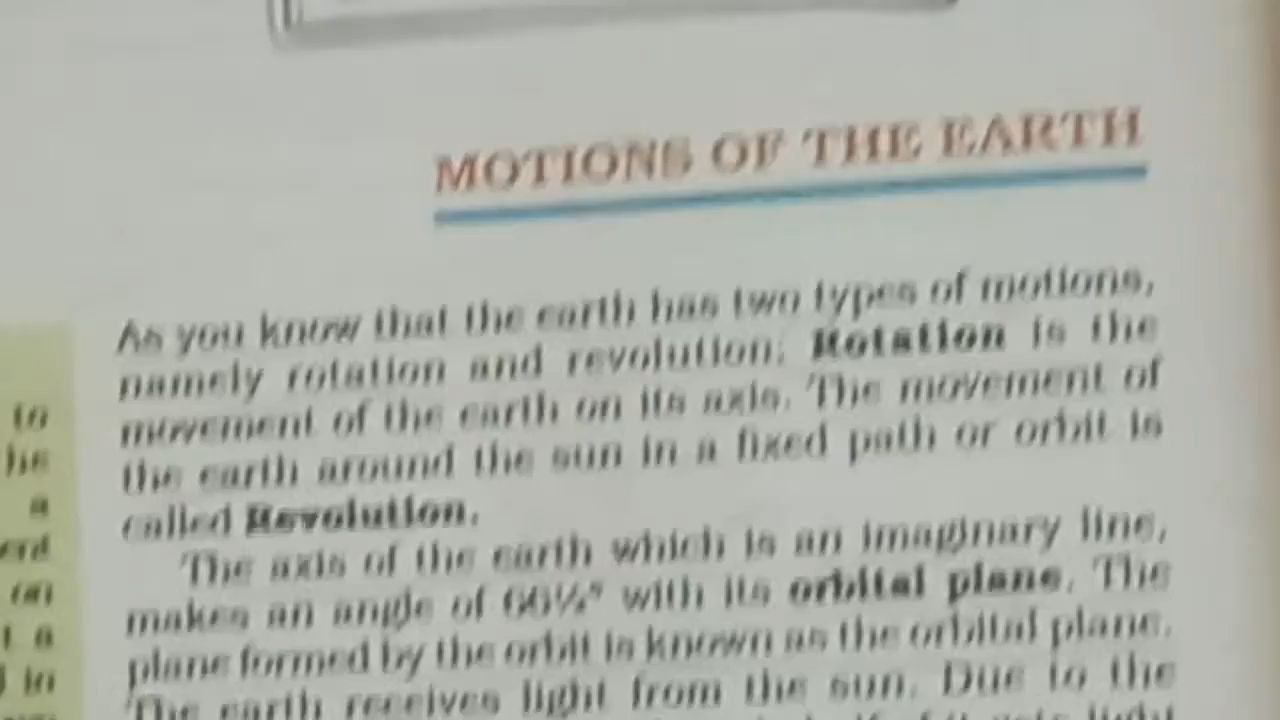 MOTIONS OF THE EARTH
As you know that the earth has two types of motions,
namely rotation and revolution. Rotation is the
movement of the earth on its axis. The movement of
the earth around the sun in a fixed path or orbit is
called Revolution.
The axis of the earth which is an imaginary line,
makes an angle of 66½° with its orbital plane. The
plane formed by the orbit is known as the orbital plane.
The earth receives light from the sun. Due to the
to
he
a
on
t a
in